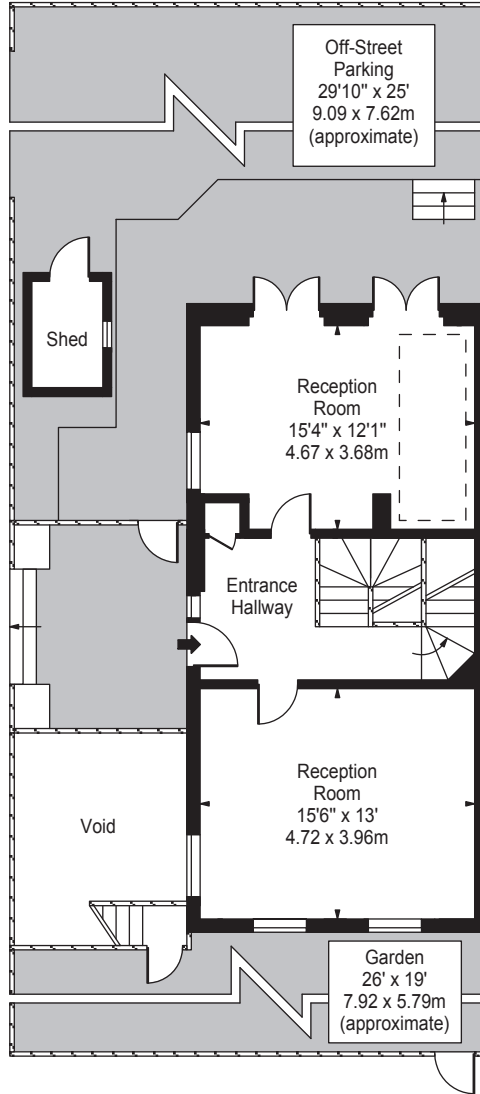 Off-Street
Parking
29'10" x 25'
9.09 x 7.62m
(approximate)
Shed
Reception
Room
15'4" x 12'1"
4.67 x 3.68m
Entrance
Hallway
Reception
Room
15'6" x 13'
4.72 x 3.96m
Void
Garden
26' x 19'
7.92 x 5.79m
(approximate)